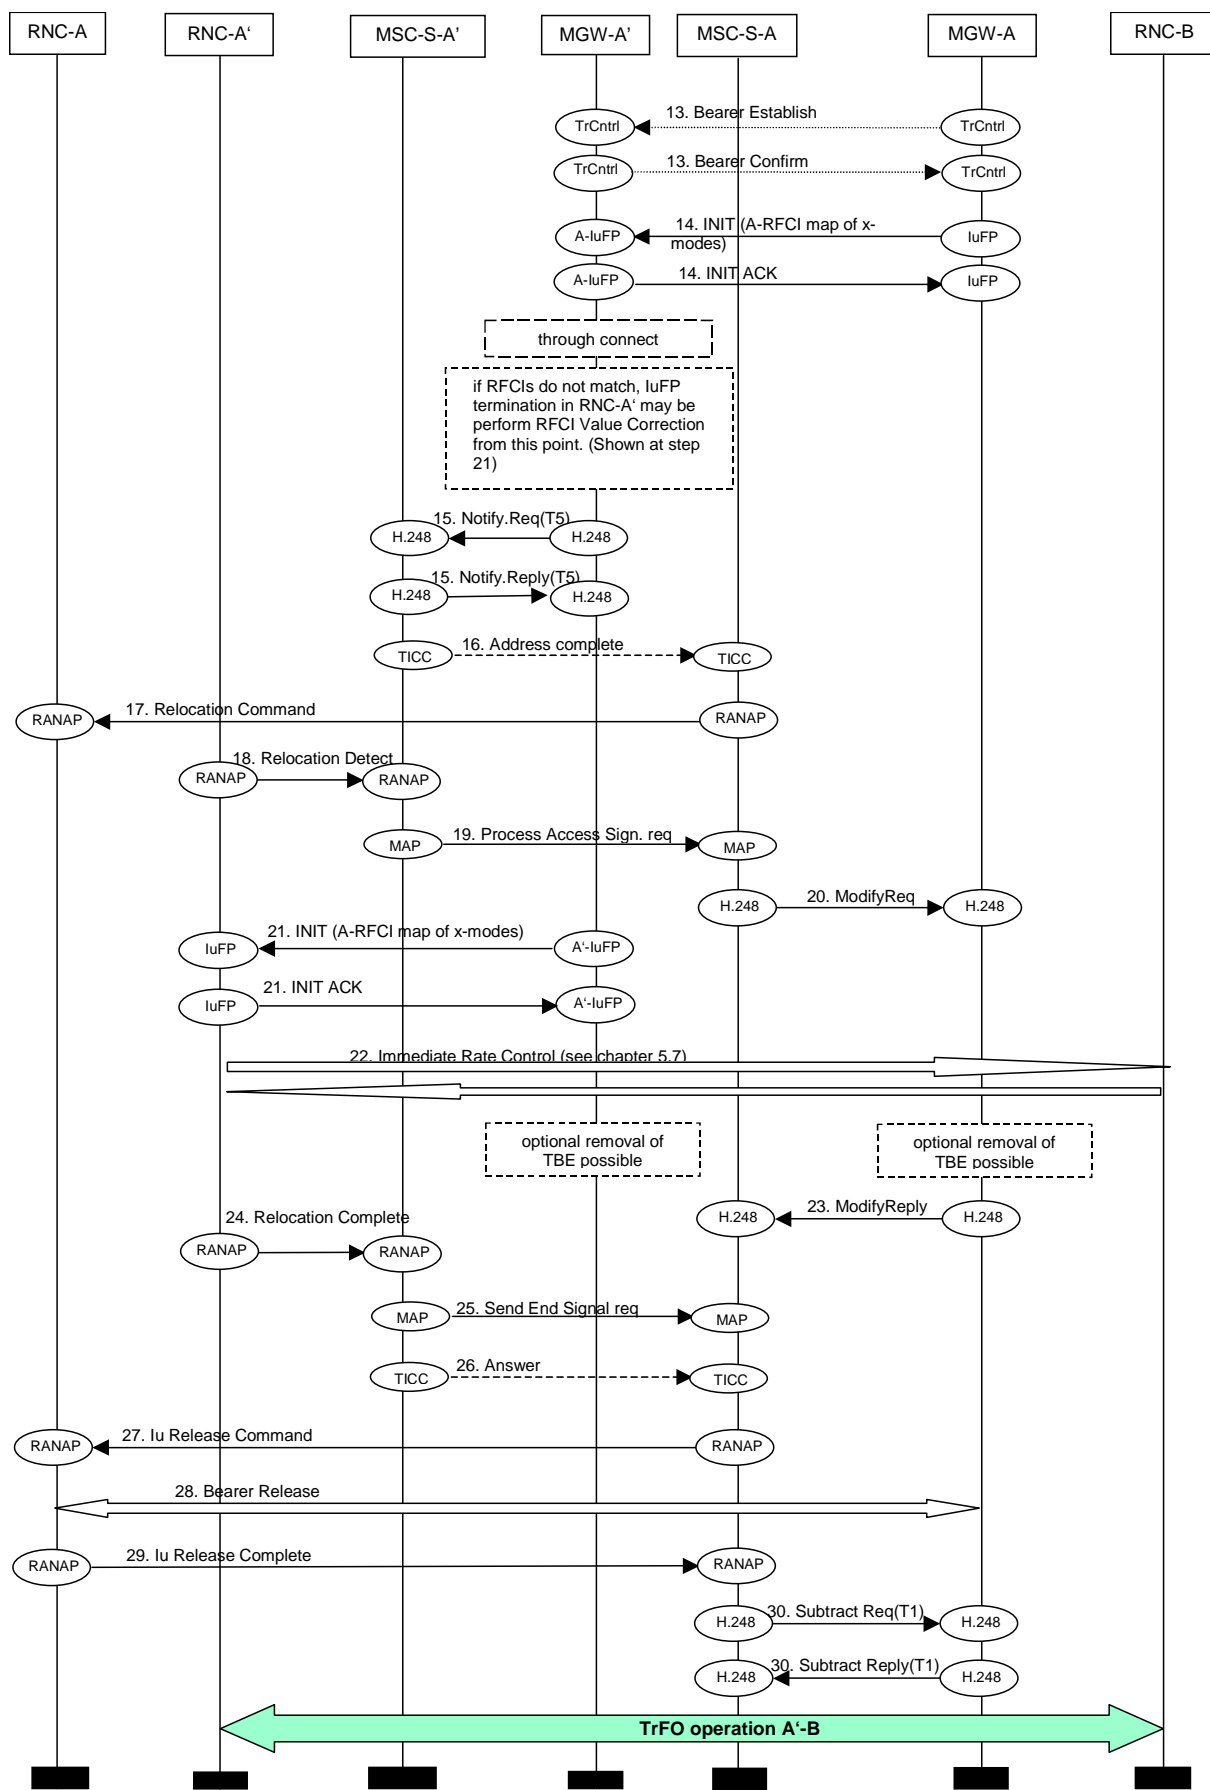 RNC-A
RNC-A‘
MSC-S-A’
MGW-A’
MSC-S-A
MGW-A
RNC-B
13. Bearer Establish
TrCntrl
TrCntrl
13. Bearer Confirm
TrCntrl
TrCntrl
14. INIT (A-RFCI map of x-
modes)
A-IuFP
IuFP
14. INIT ACK
A-IuFP
IuFP
through connect
if RFCIs do not match, IuFP
termination in RNC-A‘ may be
perform RFCI Value Correction
from this point. (Shown at step
21)
15. Notify.Req(T5)
H.248
H.248
15. Notify.Reply(T5)
H.248
H.248
16. Address complete
TICC
TICC
17. Relocation Command
RANAP
RANAP
18. Relocation Detect
RANAP
RANAP
19. Process Access Sign. req
MAP
MAP
20. ModifyReq
H.248
H.248
21. INIT (A-RFCI map of x-modes)
IuFP
A‘-IuFP
21. INIT ACK
IuFP
A‘-IuFP
22. Immediate Rate Control (see chapter 5.7)
optional removal of
TBE possible
optional removal of
TBE possible
23. ModifyReply
H.248
H.248
24. Relocation Complete
RANAP
RANAP
25. Send End Signal req
MAP
MAP
26. Answer
TICC
TICC
27. Iu Release Command
RANAP
RANAP
28. Bearer Release
29. Iu Release Complete
RANAP
RANAP
30. Subtract Req(T1)
H.248
H.248
30. Subtract Reply(T1)
H.248
H.248
TrFO operation A‘-B